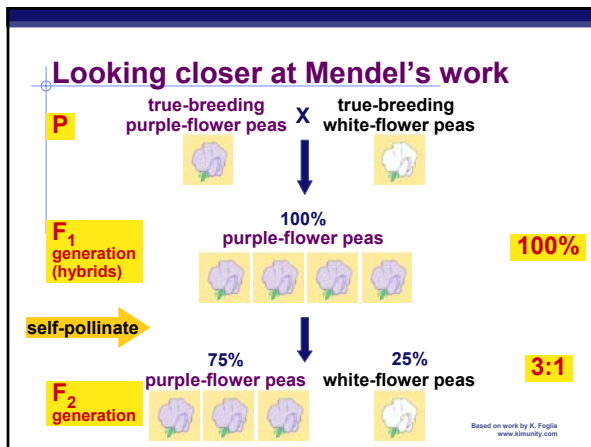 Looking closer at Mendel's work
P
true-breeding
purple-flower peas
X
true-breeding
white-flower peas
100%
purple-flower peas
F₁
generation
(hybrids)
100%
self-pollinate
75%
purple-flower peas
25%
white-flower peas
3:1
F₂
generation
Based on work by K. Foglia
www.kimunity.com